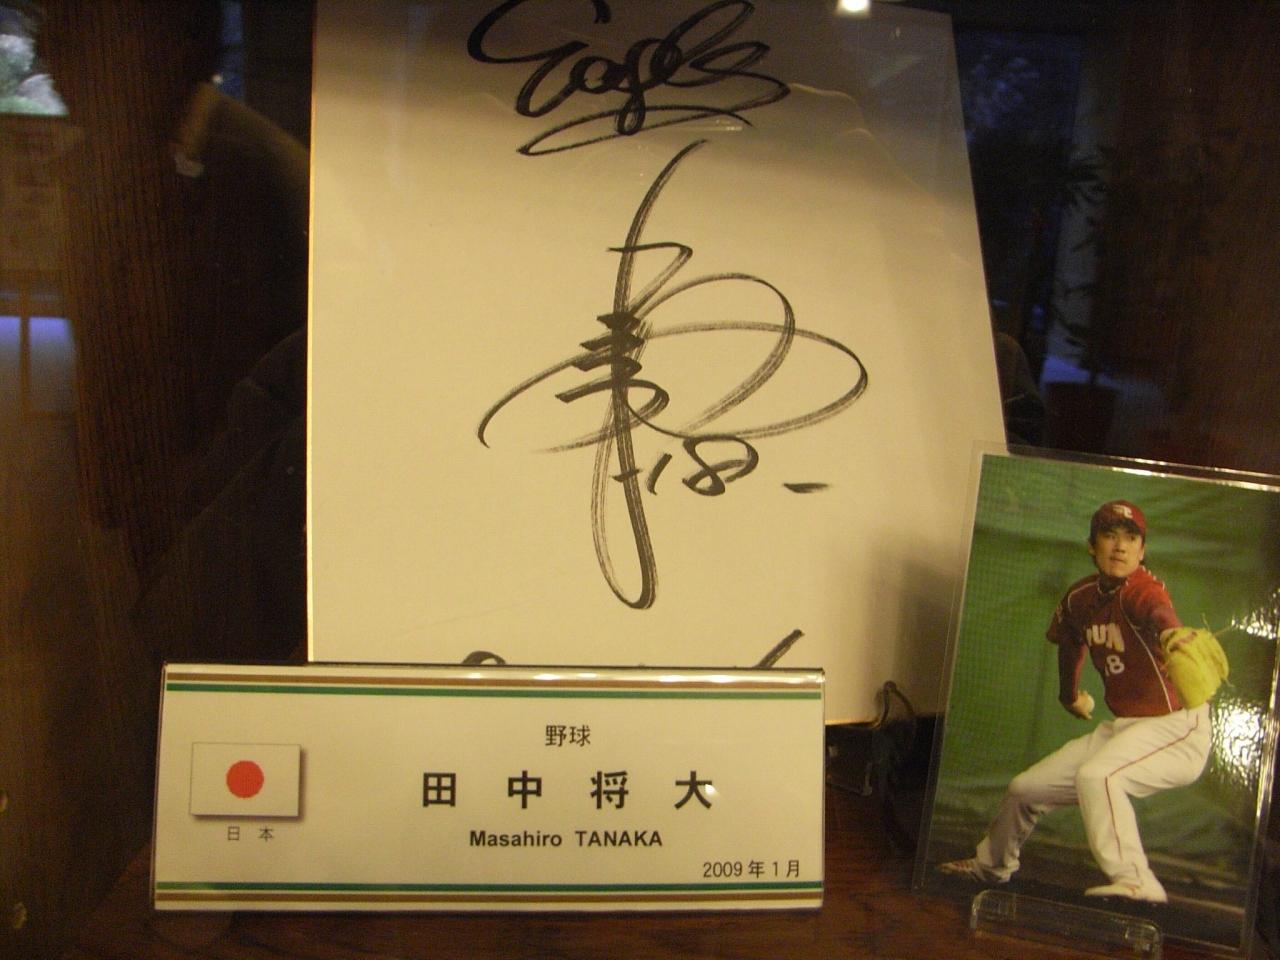 Eagles
-18-
野球
田中将大
日本
Masahiro TANAKA
2009年1月
18